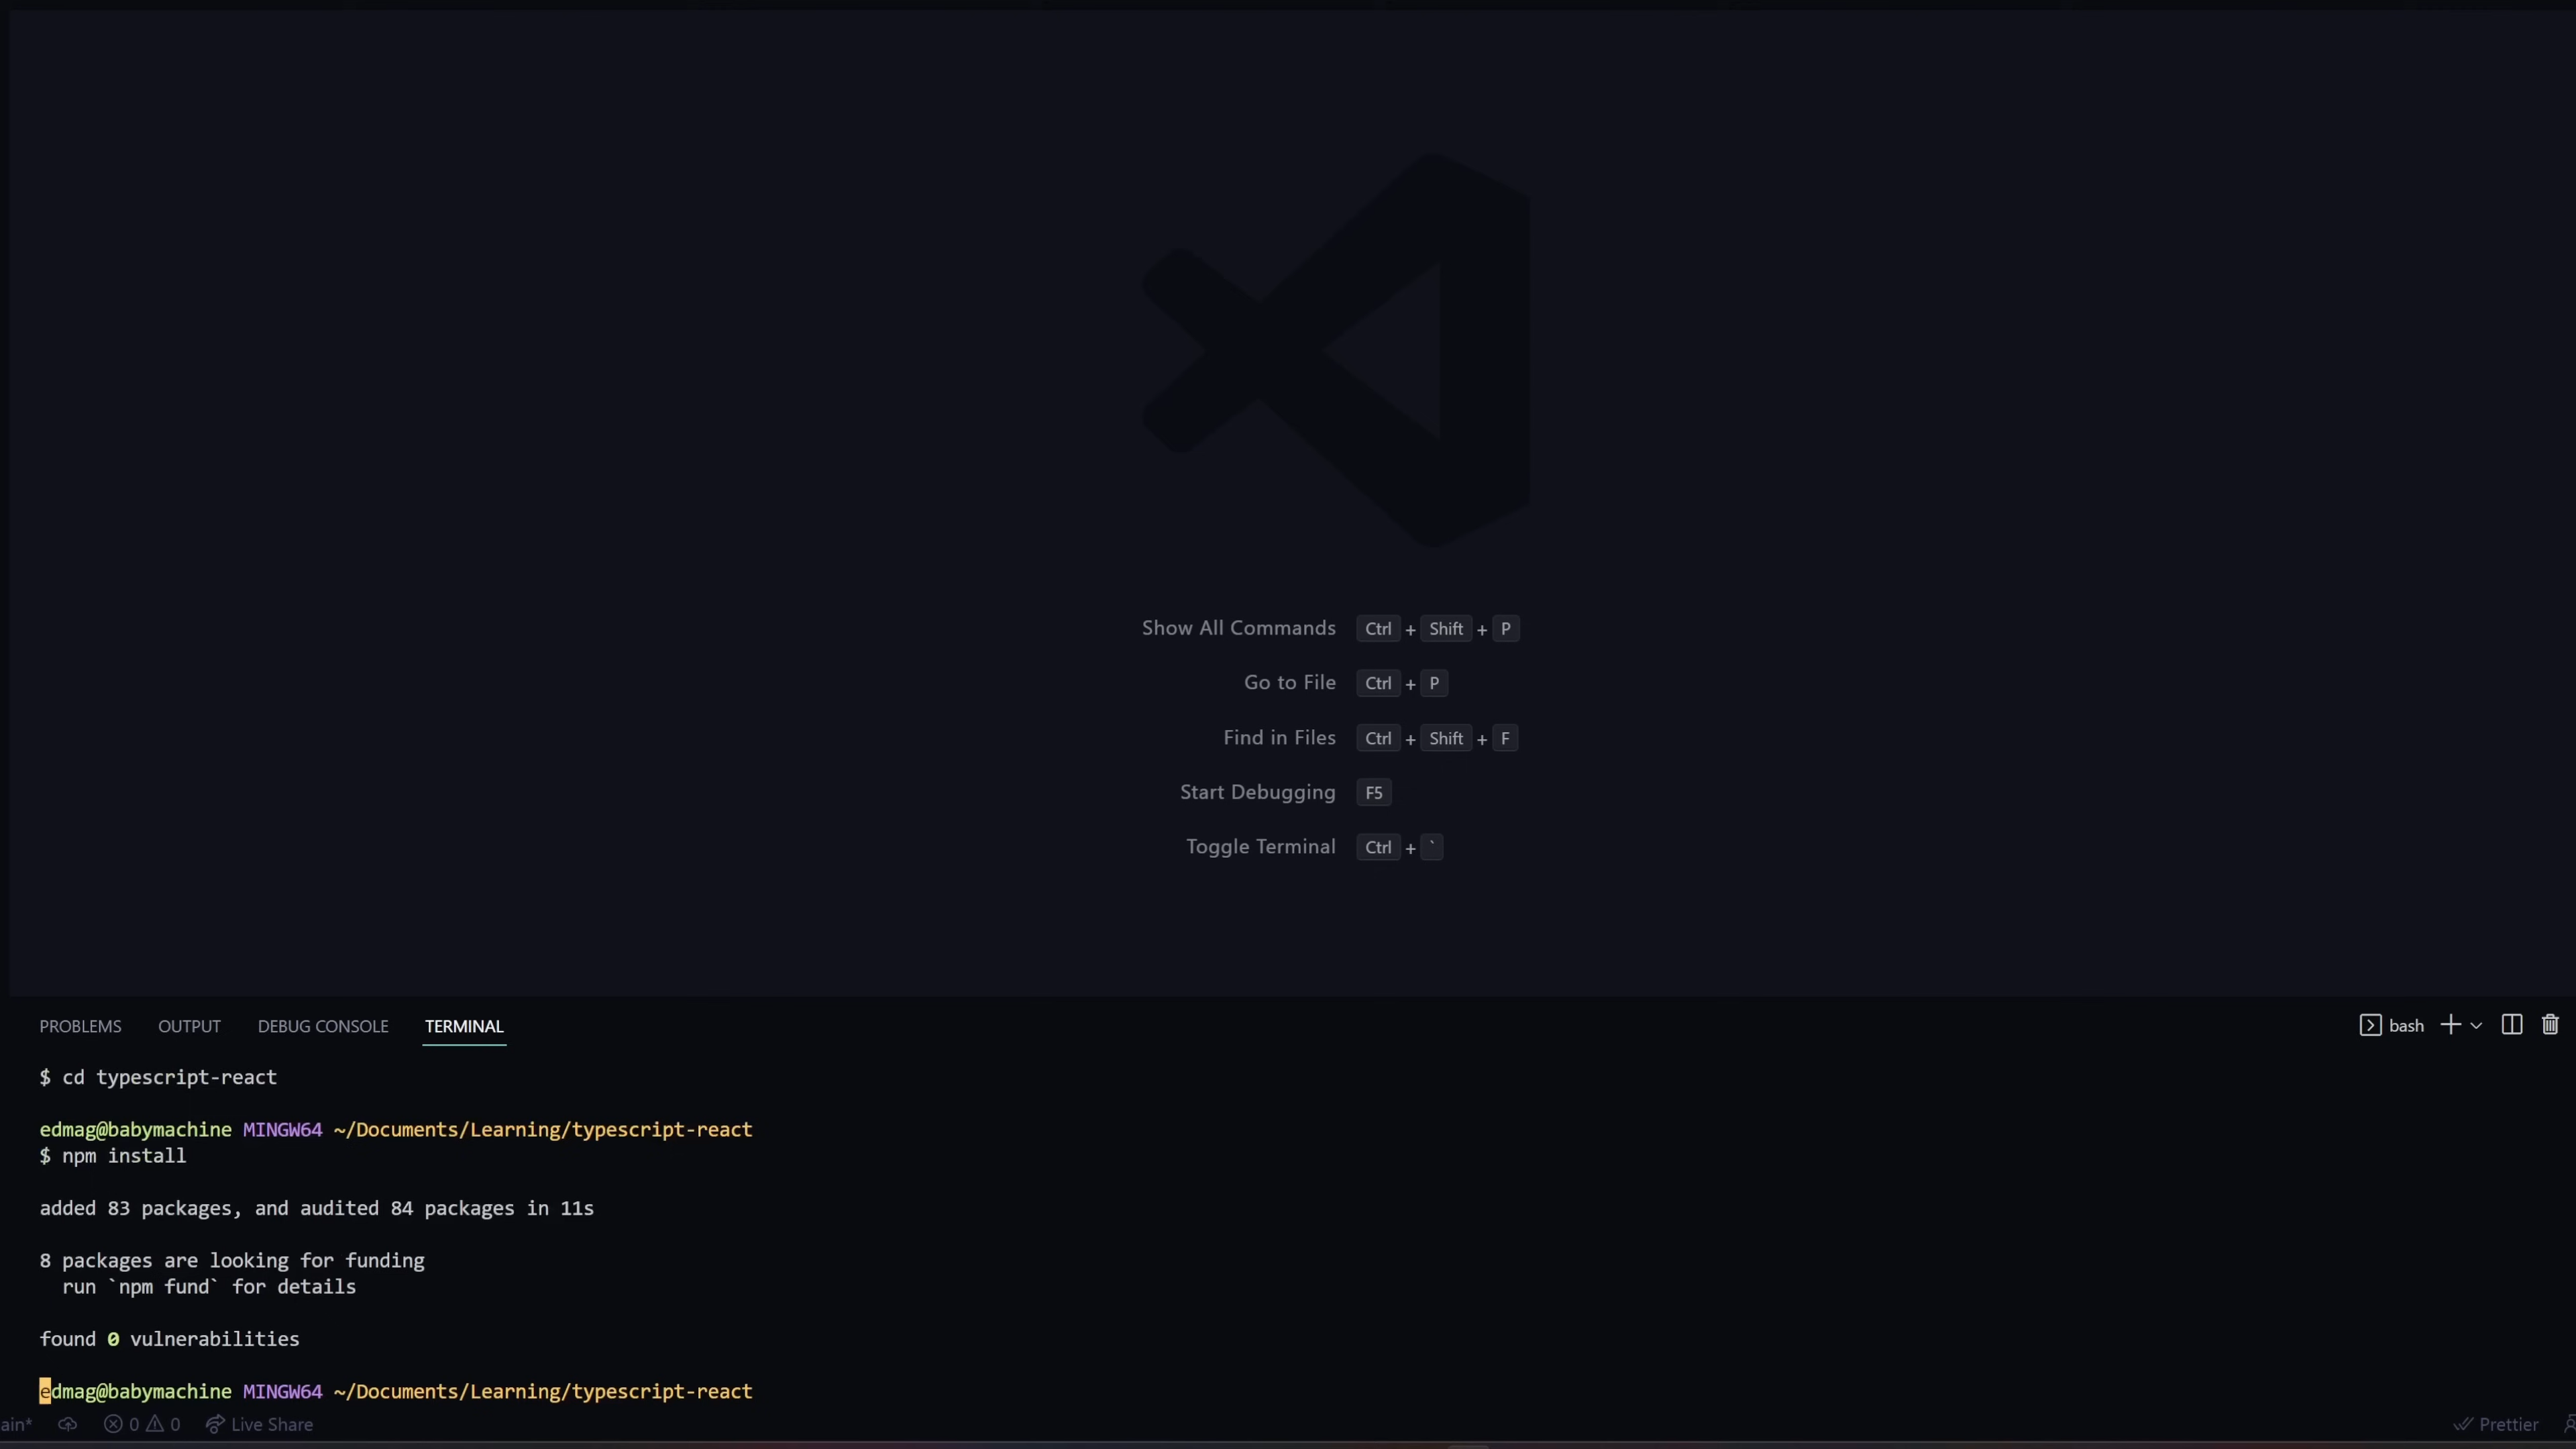 Show All Commands Ctrl + Shift + P
Go to File Ctrl + P
Find in Files Ctrl + Shift + F
Start Debugging F5
Toggle Terminal Ctrl + `
PROBLEMS OUTPUT DEBUG CONSOLE TERMINAL bash
$ cd typescript-react
edmag@babymachine MINGW64 ~/Documents/Learning/typescript-react
$ npm install
added 83 packages, and audited 84 packages in 11s
8 packages are looking for funding
run `npm fund` for details
found 0 vulnerabilities
edmag@babymachine MINGW64 ~/Documents/Learning/typescript-react
ain* 0 0 Live Share Prettier